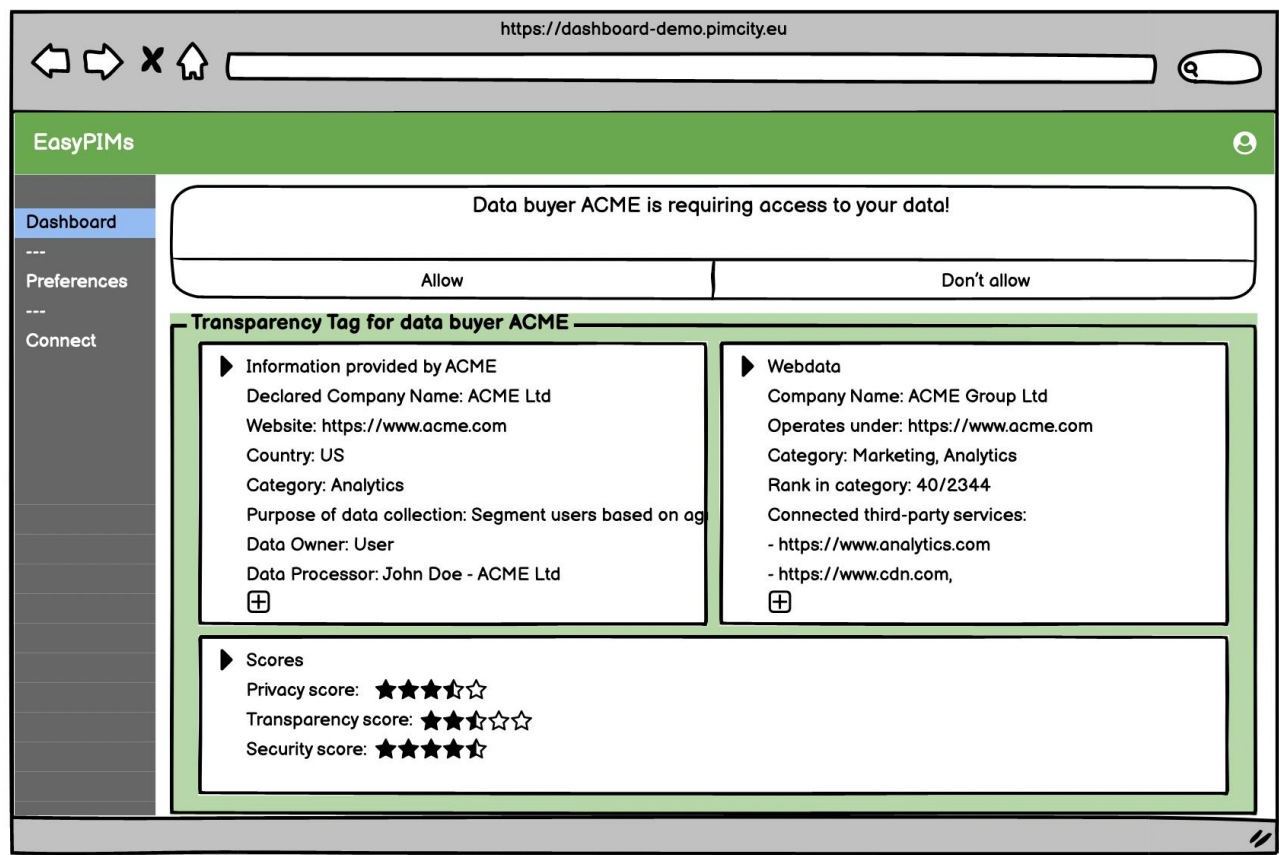 https://dashboard-demo.pimcity.eu
EasyPIMs
Dashboard
---
Preferences
---
Connect
Data buyer ACME is requiring access to your data!
Allow
Don't allow
Transparency Tag for data buyer ACME
Information provided by ACME
Declared Company Name: ACME Ltd
Website: https://www.acme.com
Country: US
Category: Analytics
Purpose of data collection: Segment users based on
Data Owner: User
Data Processor: John Doe - ACME Ltd
Webdata
Company Name: ACME Group Ltd
Operates under: https://www.acme.com
Category: Marketing, Analytics
Rank in category: 40/2344
Connected third-party services:
- https://www.analytics.com
- https://www.cdn.com,
Scores
Privacy score:
Transparency score:
Security score: